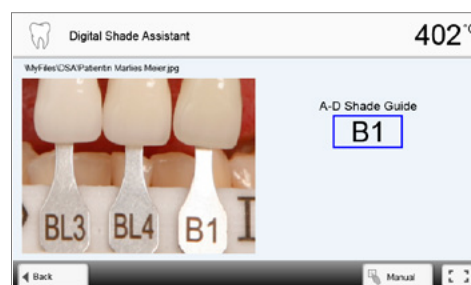 Digital Shade Assistant
402°C
\MyFiles\DSA\Patientin Marlies Meier.jpg
A-D Shade Guide
B1
BL3 BL4 B1
Back
Manual